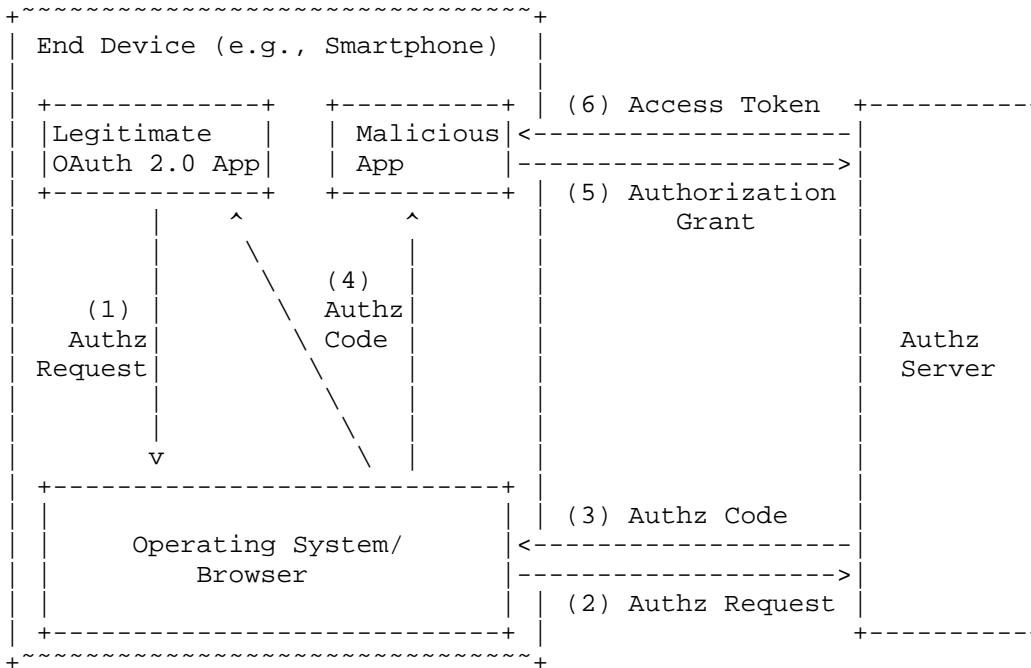 End Device (e.g., Smartphone)
(6) Access Token
Legitimate
OAuth 2.0 App
Malicious
App
(5) Authorization
Grant
(4)
(1)
Authz
Authz
Code
Authz
Request
Server
(3) Authz Code
Operating System/
Browser
(2) Authz Request